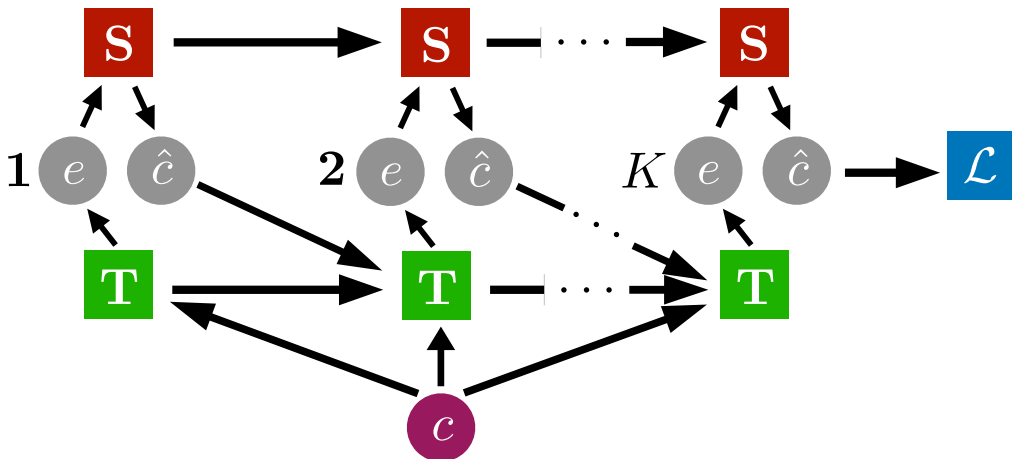 S S · · · S
1 e ĉ 2 e ĉ K e ĉ ℒ
T T · · · T
c